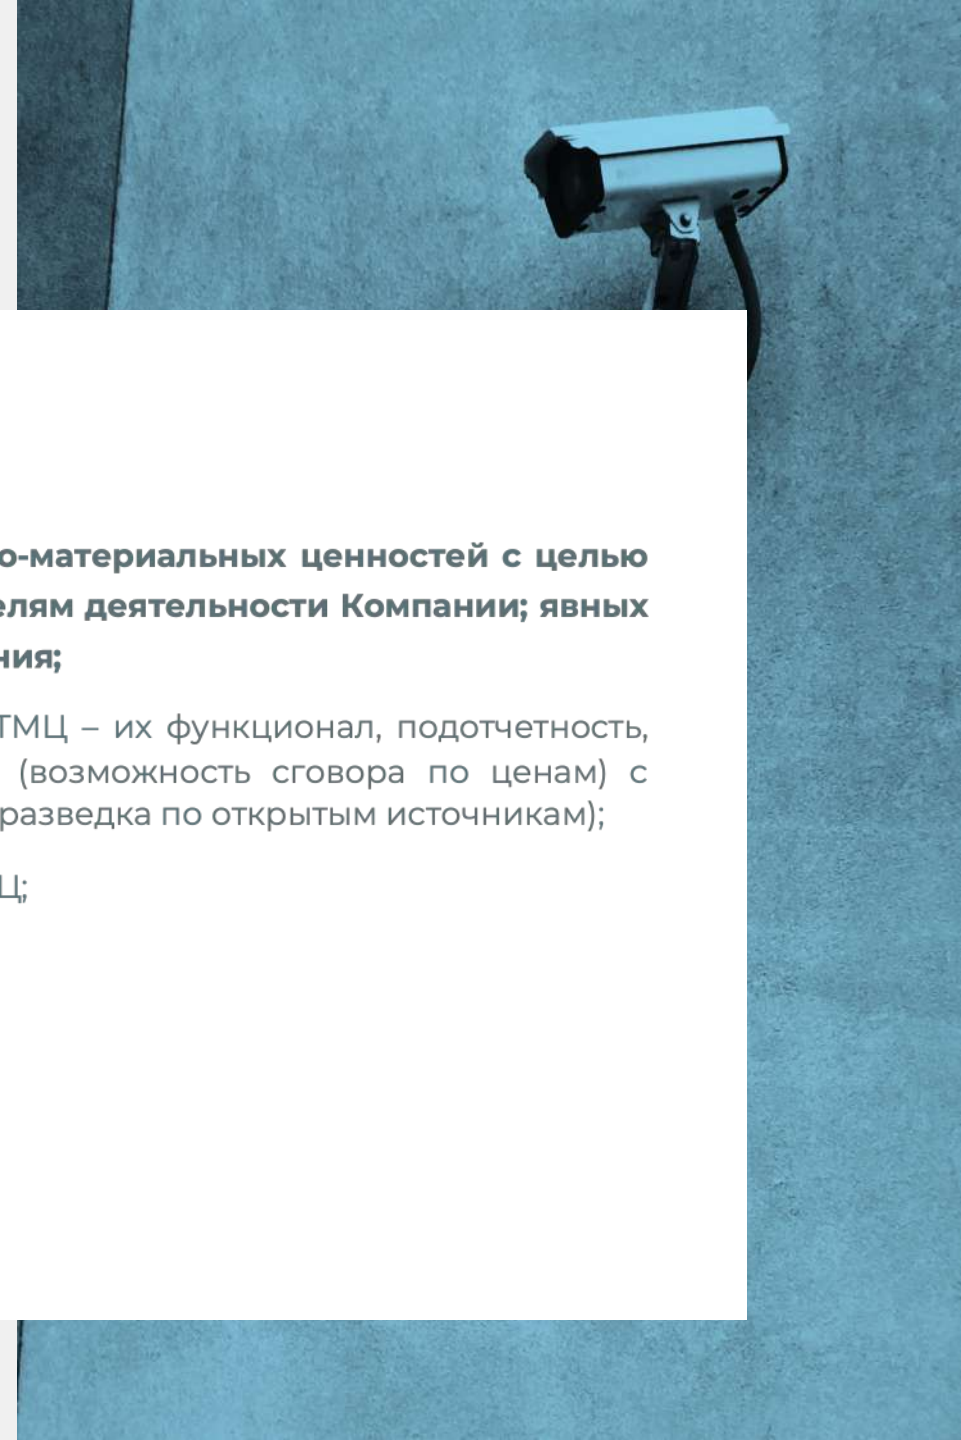 о-материальных ценностей с целью
елям деятельности Компании; явных
ния;
ТМЦ – их функционал, подотчетность,
(возможность сговора по ценам) с
разведка по открытым источникам);
Ц;